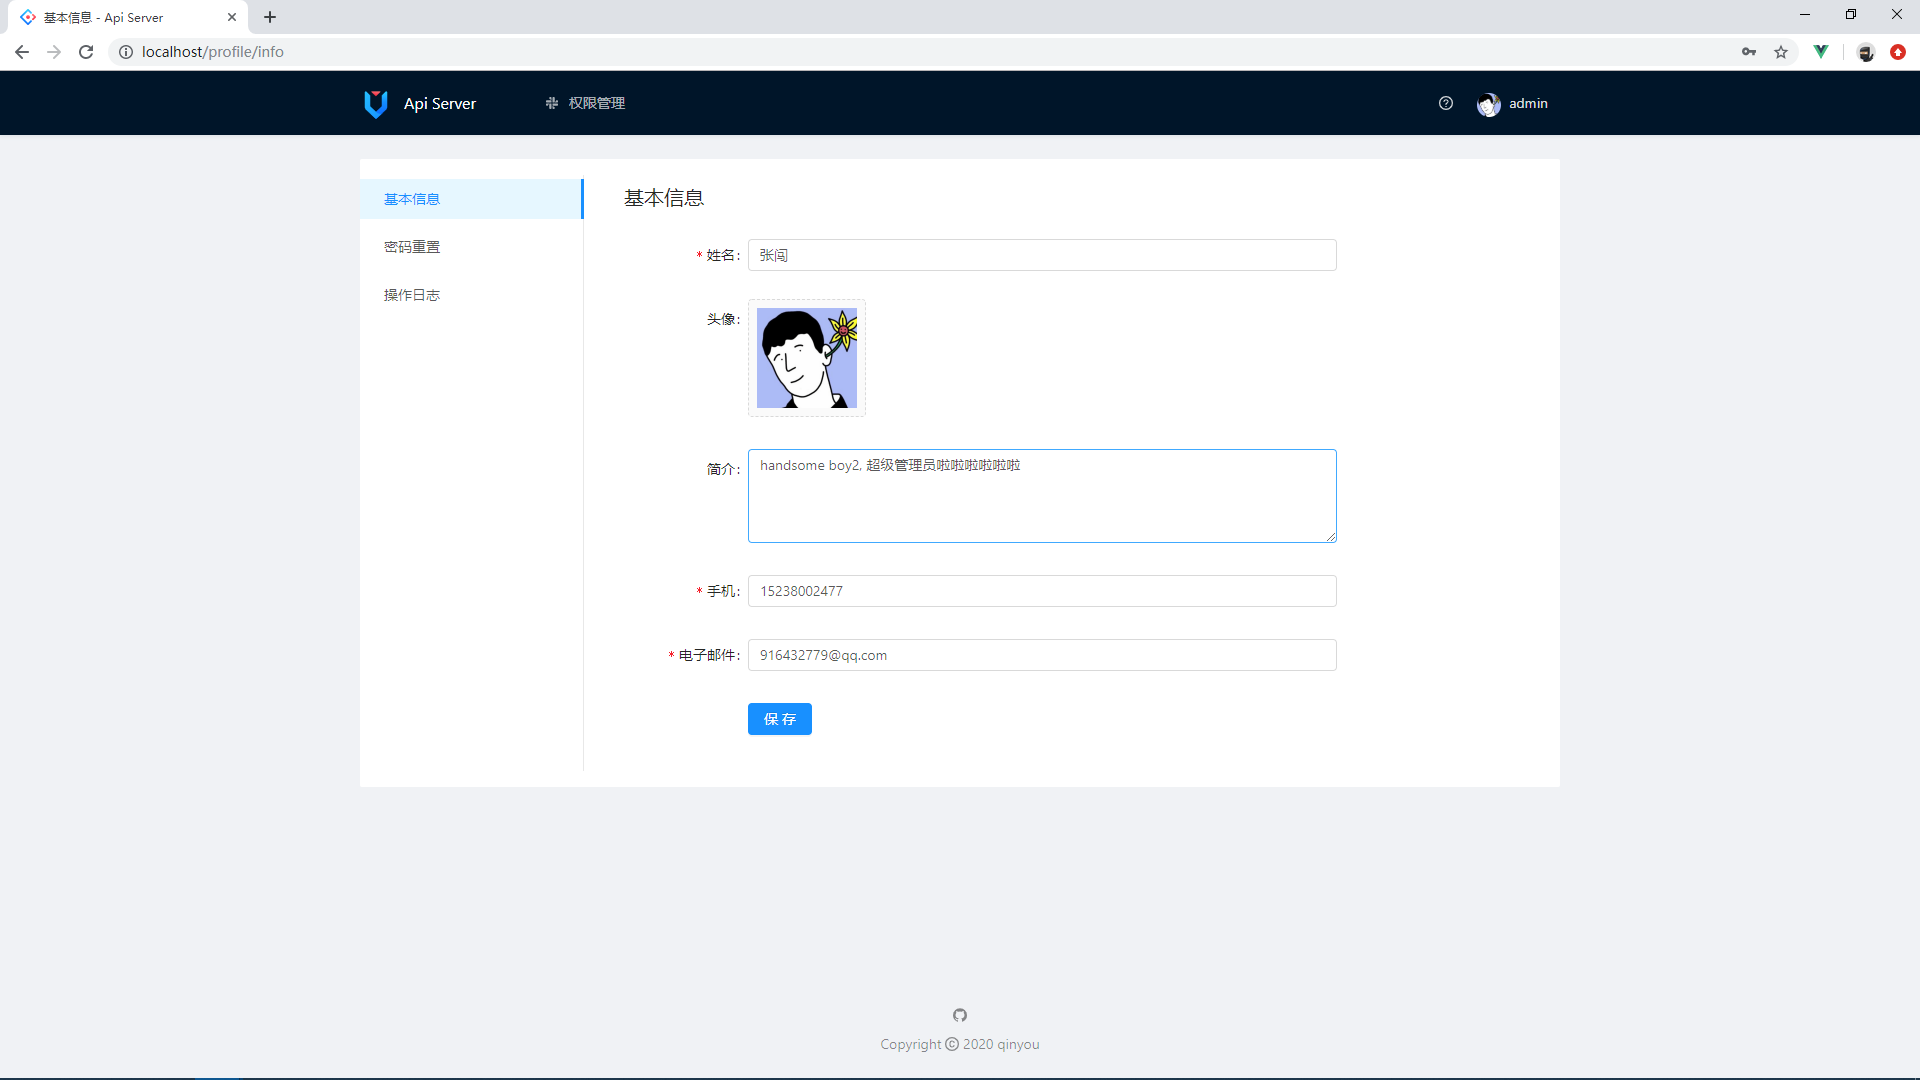 基本信息 - Api Server
localhost/profile/info
Api Server
权限管理
admin
基本信息
密码重置
操作日志
基本信息
* 姓名: 张闯
头像:
简介: handsome boy2, 超级管理员啦啦啦啦啦啦
* 手机: 15238002477
* 电子邮件: 916432779@qq.com
保 存
Copyright © 2020 qinyou